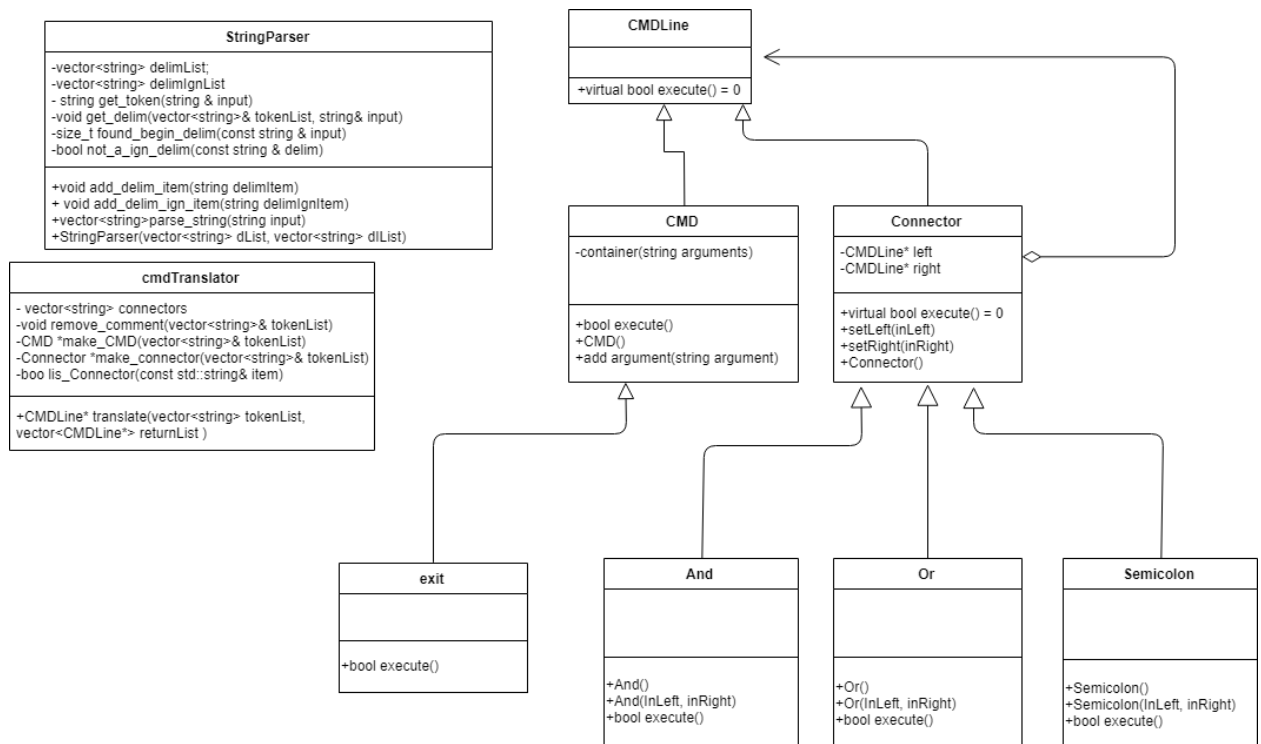 StringParser
-vector<string> delimList;
-vector<string> delimIgnList
- string get_token(string & input)
-void get_delim(vector<string>& tokenList, string& input)
-size_t found_begin_delim(const string & input)
-bool not_a_ign_delim(const string & delim)
+void add_delim_item(string delimItem)
+ void add_delim_ign_item(string delimIgnItem)
+vector<string>parse_string(string input)
+StringParser(vector<string> dList, vector<string> dIList)
cmdTranslator
- vector<string> connectors
-void remove_comment(vector<string>& tokenList)
-CMD *make_CMD(vector<string>& tokenList)
-Connector *make_connector(vector<string>& tokenList)
-boo lis_Connector(const std::string& item)
+CMDLine* translate(vector<string> tokenList,
vector<CMDLine*> returnList )
CMDLine
+virtual bool execute() = 0
CMD
-container(string arguments)
+bool execute()
+CMD()
+add argument(string argument)
Connector
-CMDLine* left
-CMDLine* right
+virtual bool execute() = 0
+setLeft(inLeft)
+setRight(inRight)
+Connector()
exit
+bool execute()
And
+And()
+And(InLeft, inRight)
+bool execute()
Or
+Or()
+Or(InLeft, inRight)
+bool execute()
Semicolon
+Semicolon()
+Semicolon(InLeft, inRight)
+bool execute()